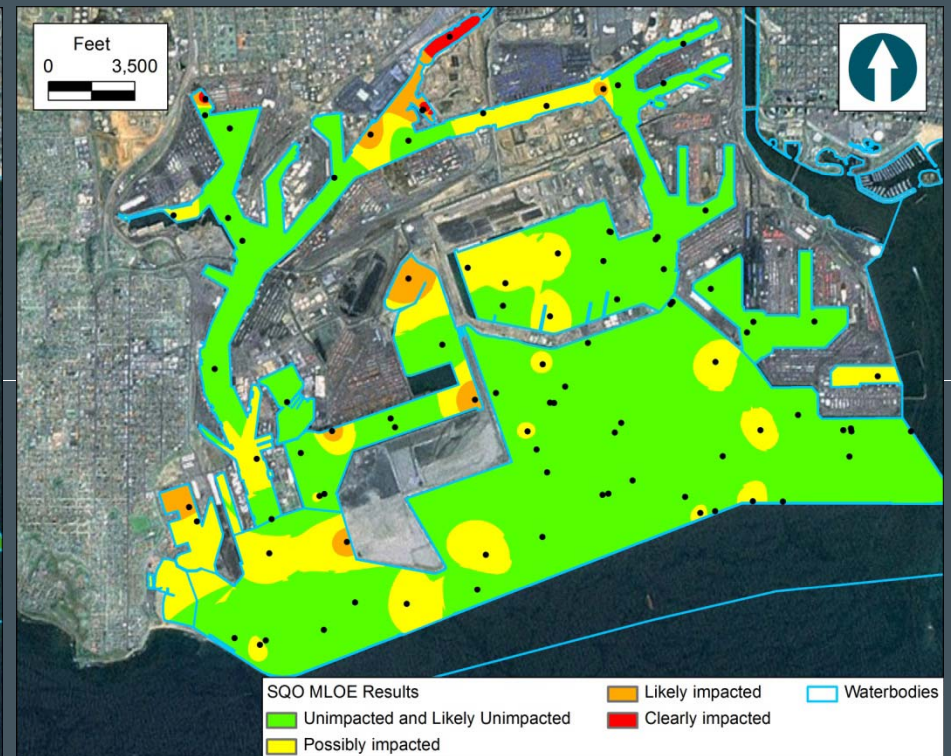 Feet
0 3,500
SQO MLOE Results
Unimpacted and Likely Unimpacted
Possibly impacted
Likely impacted
Clearly impacted
Waterbodies